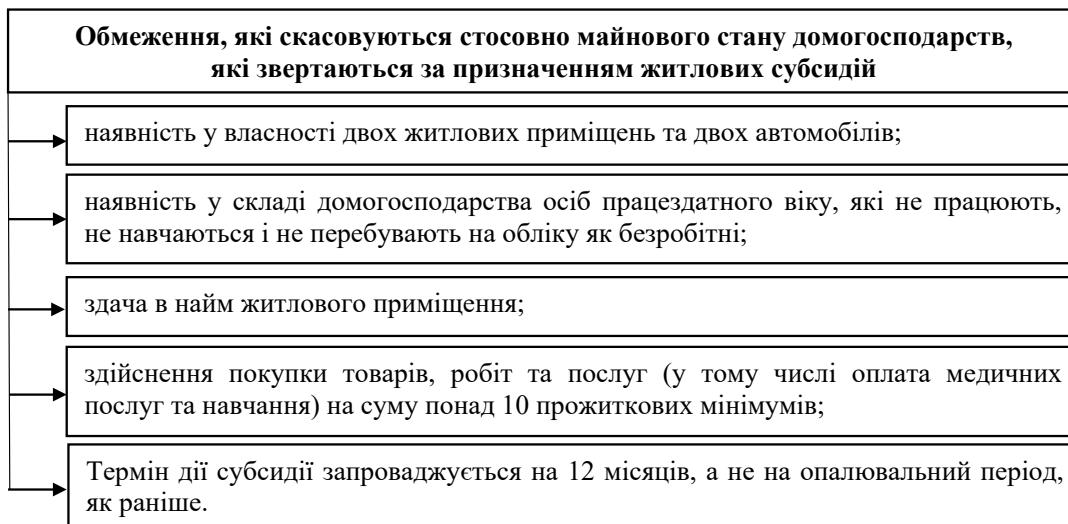 Обмеження, які скасовуються стосовно майнового стану домогосподарств,
які звертаються за призначенням житлових субсидій
наявність у власності двох житлових приміщень та двох автомобілів;
наявність у складі домогосподарства осіб працездатного віку, які не працюють,
не навчаються і не перебувають на обліку як безробітні;
здача в найм житлового приміщення;
здійснення покупки товарів, робіт та послуг (у тому числі оплата медичних
послуг та навчання) на суму понад 10 прожиткових мінімумів;
Термін дії субсидії запроваджується на 12 місяців, а не на опалювальний період,
як раніше.